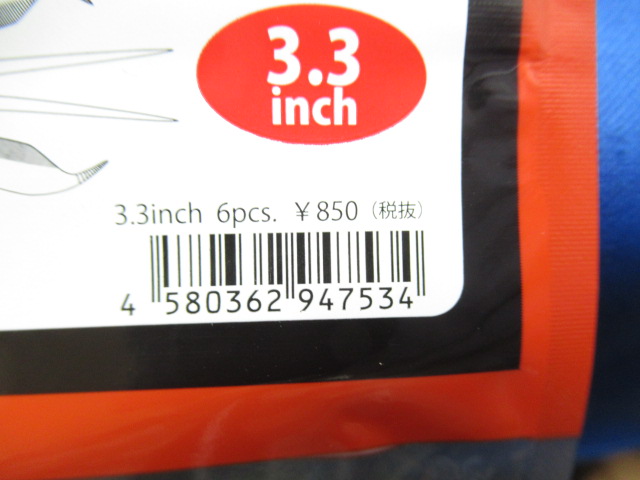 3.3
inch
3.3inch 6pcs. ¥850（税抜）
4 580362 947534